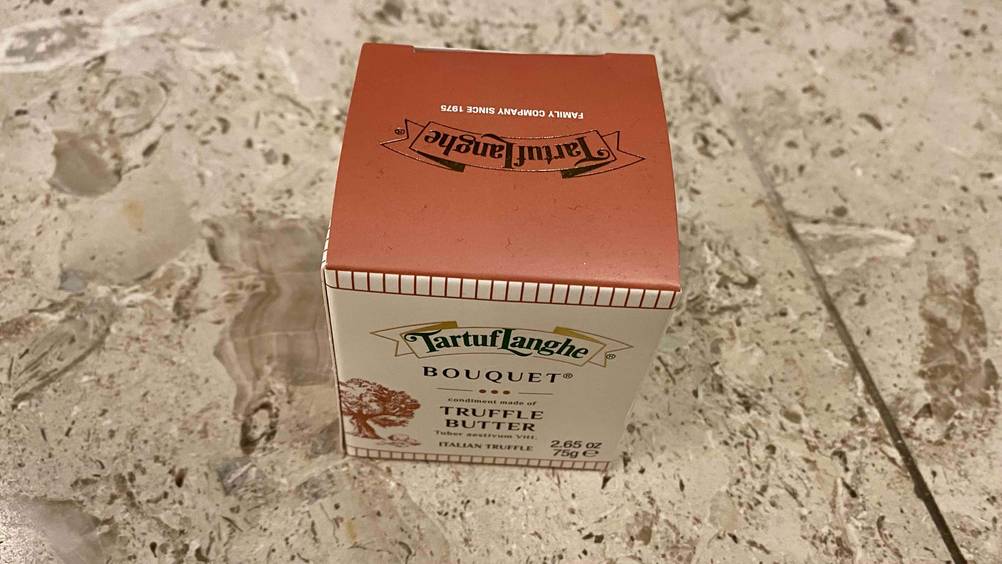 FAMILY COMPANY SINCE 1975
TartufLanghe®
TartufLanghe®
BOUQUET®
condiment made of
TRUFFLE
BUTTER
Tuber aestivum Vitt.
ITALIAN TRUFFLE
2.65 oz
75g ℮